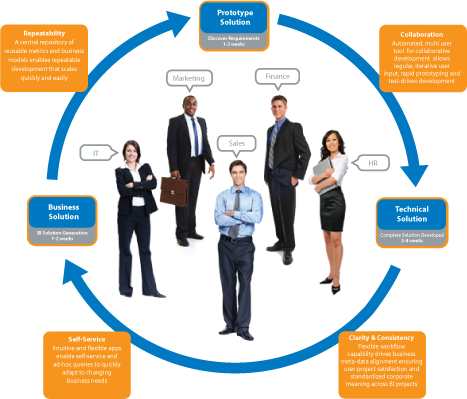 Prototype
Solution
Discover Requirements
1-2 weeks
Repeatability
A central repository of
reusable metrics and business
models enables repeatable
development that scales
quickly and easily
Collaboration
Automated, multi user
tool for collaborative
development allows
regular, iterative user
input, rapid prototyping and
test-driven development
Marketing
Finance
IT
Sales
HR
Business
Solution
BI Solution Generation
1-2 weeks
Technical
Solution
Complete Solution Developed
2-4 weeks
Self-Service
Intuitive and flexible apps
enable self-service and
ad-hoc queries to quickly
adapt to changing
business needs
Clarity & Consistency
Flexible workflow
capability drives business
meta-data alignment ensuring
user project satisfaction and
standardized corporate
meaning across BI projects